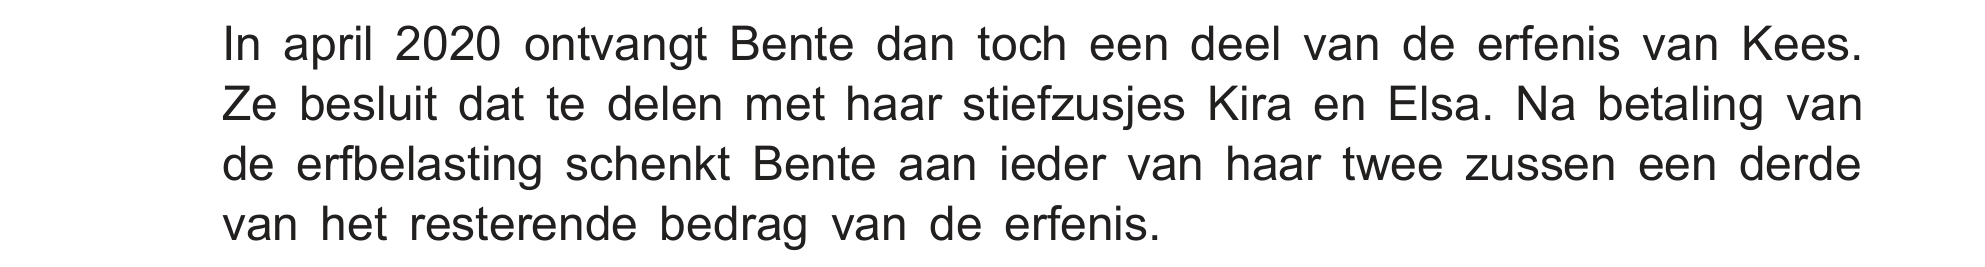 In april 2020 ontvangt Bente dan toch een deel van de erfenis van Kees.
Ze besluit dat te delen met haar stiefzusjes Kira en Elsa. Na betaling van
de erfbelasting schenkt Bente aan ieder van haar twee zussen een derde
van het resterende bedrag van de erfenis.